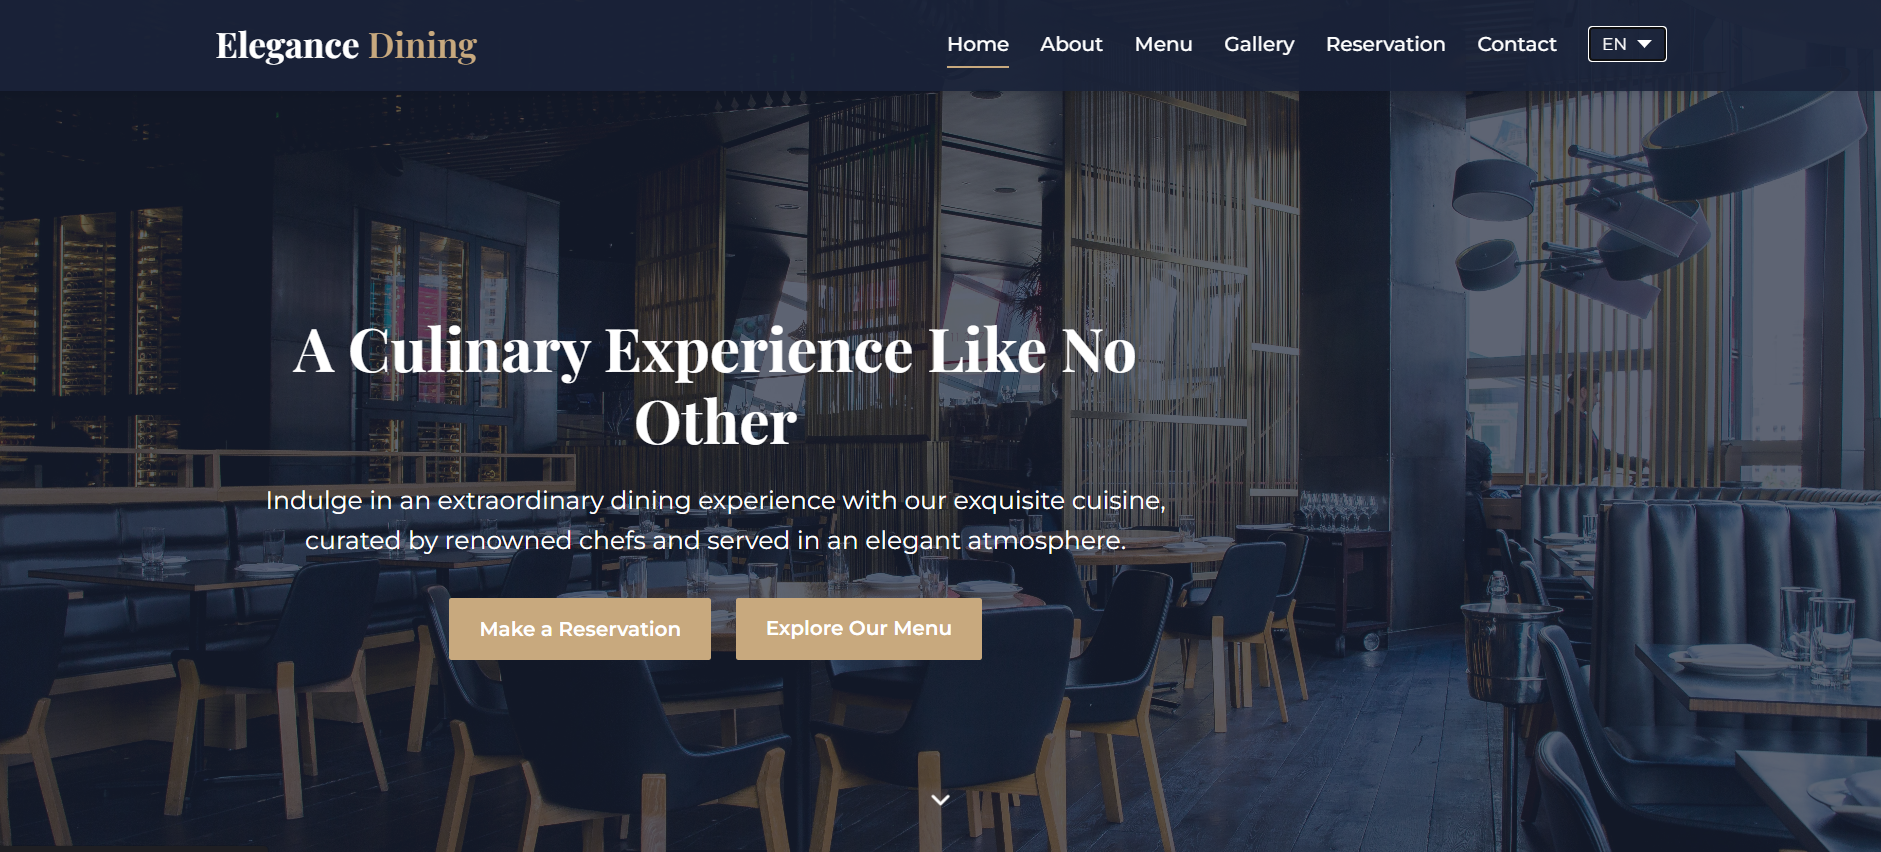 Elegance Dining
Home About Menu Gallery Reservation Contact EN
A Culinary Experience Like No
Other
Indulge in an extraordinary dining experience with our exquisite cuisine,
curated by renowned chefs and served in an elegant atmosphere.
Make a Reservation Explore Our Menu